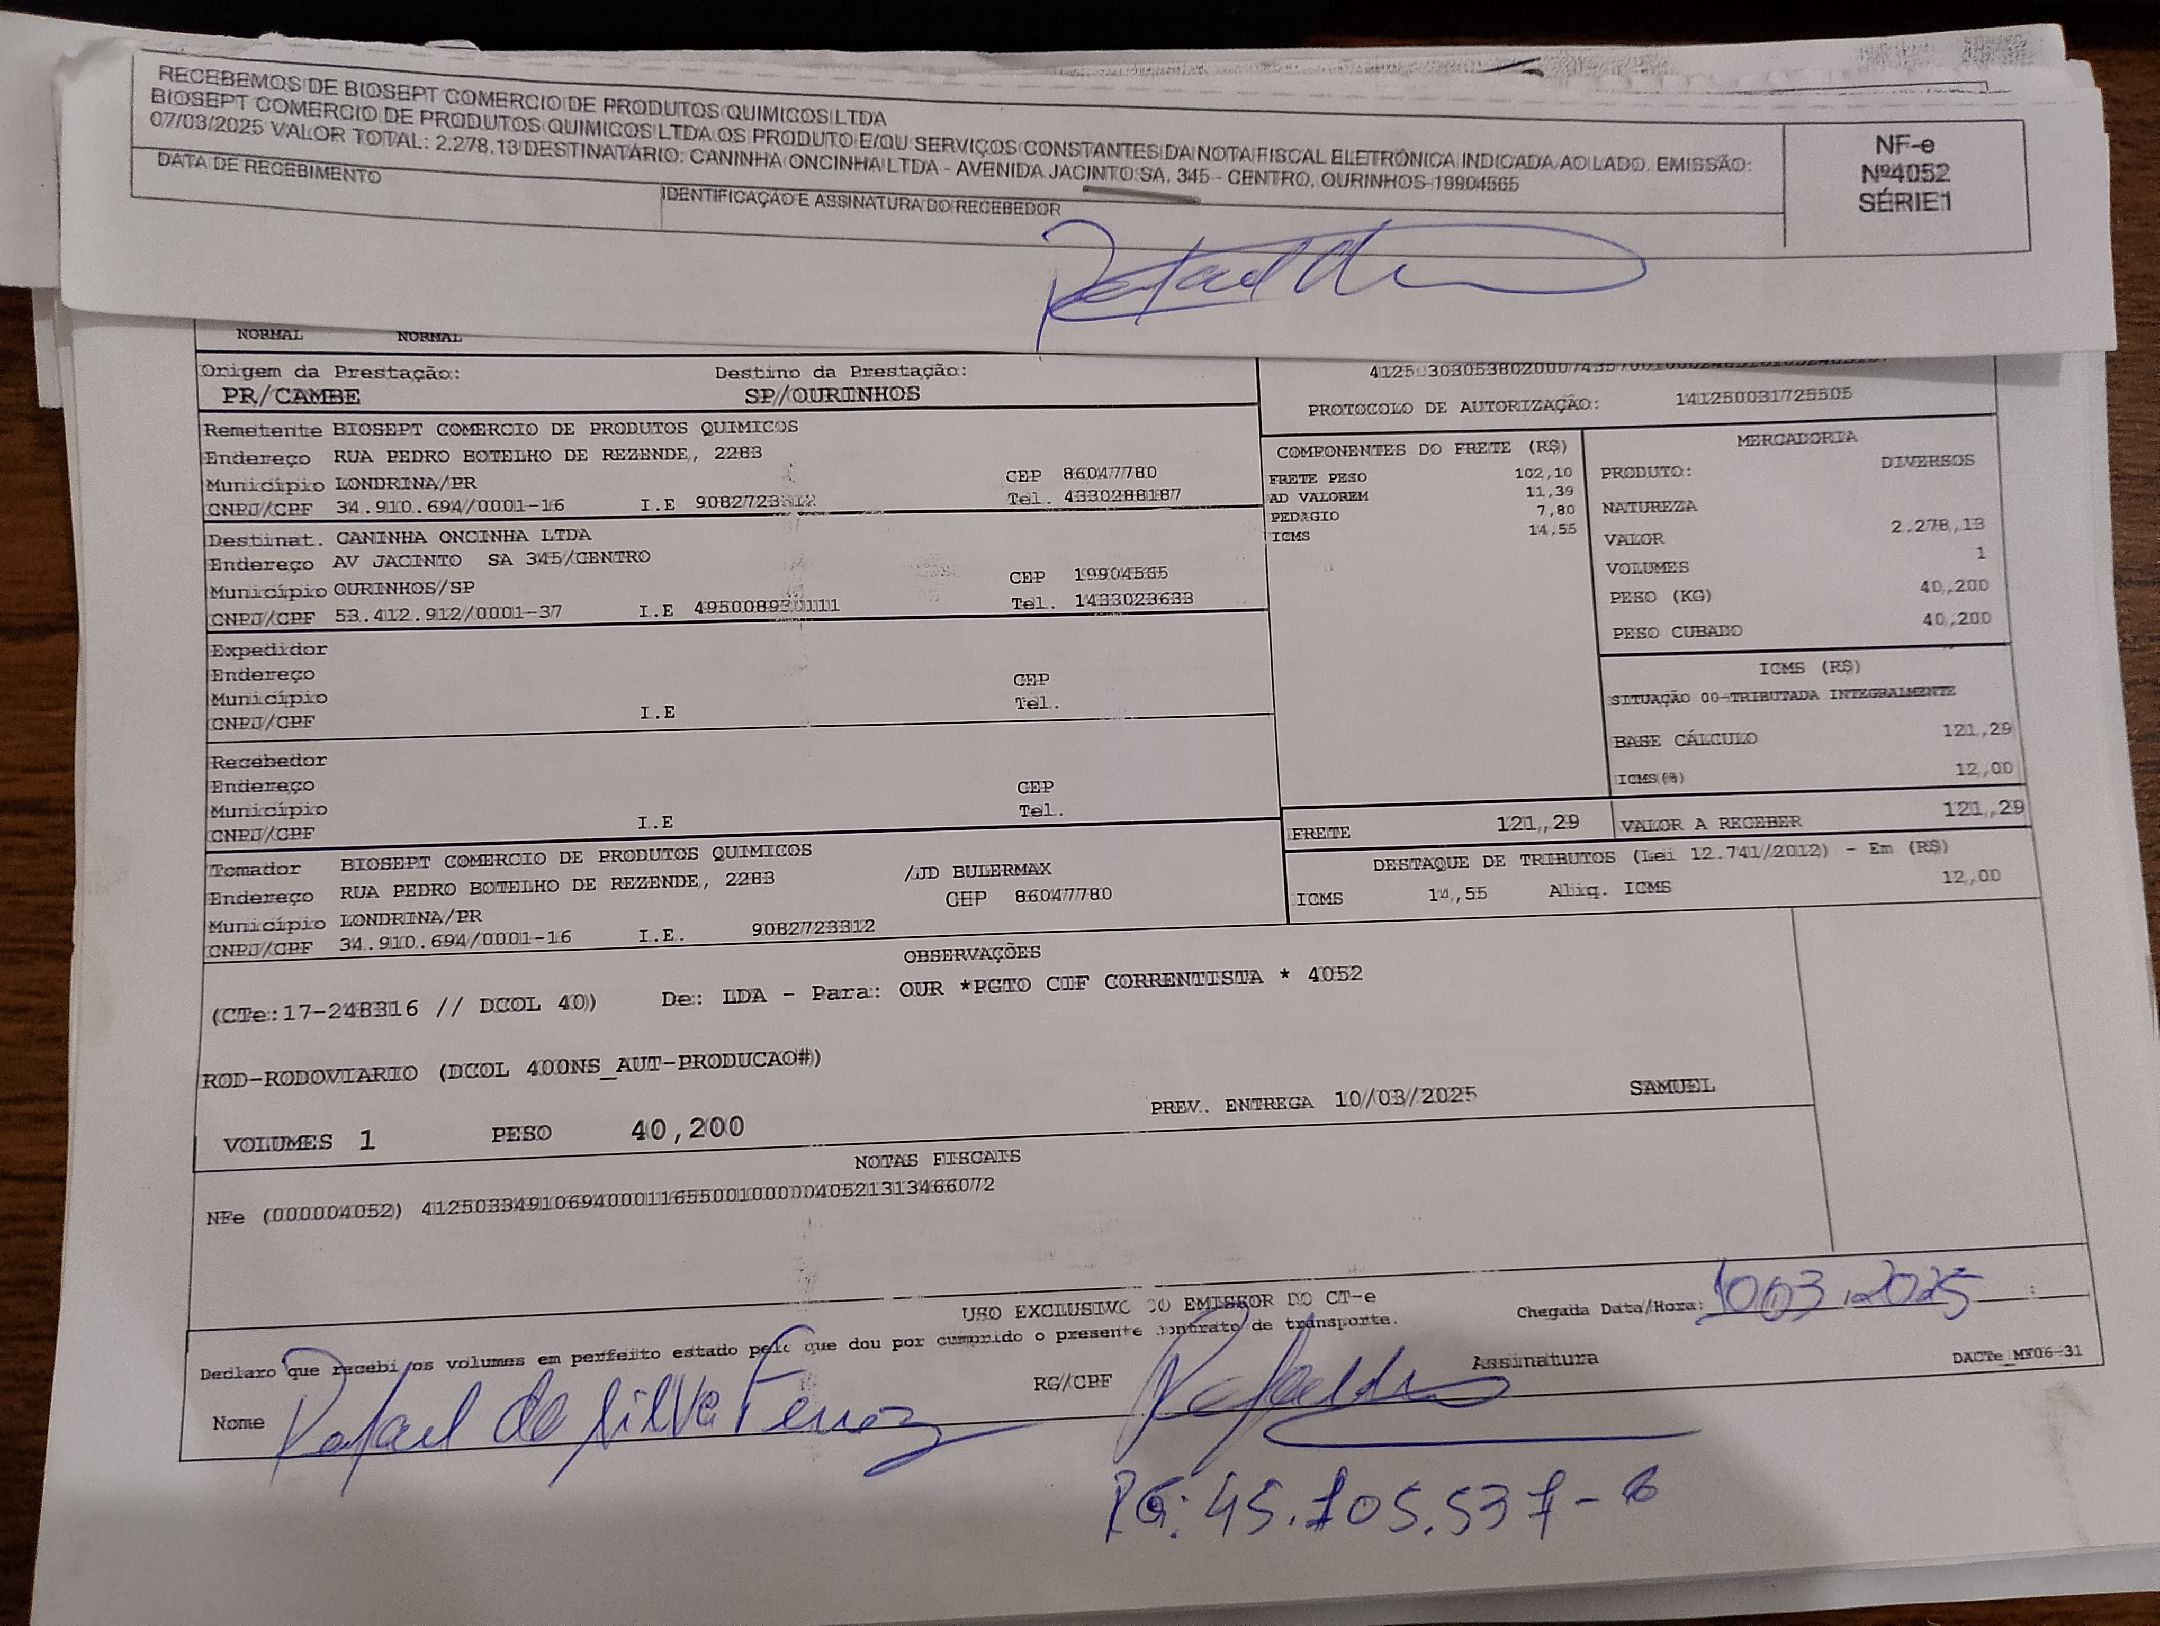 RECEBEMOS DE BIOSEPT COMERCIO DE PRODUTOS QUIMICOS LTDA
BIOSEPT COMERCIO DE PRODUTOS QUIMICOS LTDA OS PRODUTO E/OU SERVIÇOS CONSTANTES DA NOTA FISCAL ELETRÔNICA INDICADA AO LADO. EMISSÃO:
07/03/2025 VALOR TOTAL: 2.278,13 DESTINATÁRIO: CANINHA ONCINHA LTDA - AVENIDA JACINTO SA, 345 - CENTRO, OURINHOS 19904565
DATA DE RECEBIMENTO
IDENTIFICAÇÃO E ASSINATURA DO RECEBEDOR
NF-e
Nº4052
SÉRIE1
NORMAL NORMAL
Origem da Prestação: Destino da Prestação:
PR/CAMBE SP/OURINHOS
PROTOCOLO DE AUTORIZAÇÃO: 141250031725505
Remetente BIOSEPT COMERCIO DE PRODUTOS QUIMICOS
Endereço RUA PEDRO BOTELHO DE REZENDE, 2283
Município LONDRINA/PR CEP 86047780
CNPJ/CPF 34.910.694/0001-16 I.E 9082723312 Tel. 4330288187
Destinat. CANINHA ONCINHA LTDA
Endereço AV JACINTO SA 345/CENTRO
Município OURINHOS/SP CEP 19904565
CNPJ/CPF 53.412.912/0001-37 I.E Tel. 1433023633
Expedidor
Endereço
Município CEP
CNPJ/CPF I.E Tel.
Recebedor
Endereço CEP
Município Tel.
CNPJ/CPF I.E
Tomador BIOSEPT COMERCIO DE PRODUTOS QUIMICOS
Endereço RUA PEDRO BOTELHO DE REZENDE, 2283 /JD BULERMAX
Município LONDRINA/PR CEP 86047780
CNPJ/CPF 34.910.694/0001-16 I.E. 9082723312
COMPONENTES DO FRETE (R$)
FRETE PESO 102,10
AD VALOREM 11,39
PEDAGIO 7,80
ICMS 14,55
MERCADORIA
PRODUTO: DIVERSOS
NATUREZA
VALOR 2.278,13
VOLUMES 1
PESO (KG) 40,200
PESO CUBADO 40,200
ICMS (R$)
SITUAÇÃO 00-TRIBUTADA INTEGRALMENTE
BASE CÁLCULO 121,29
ICMS(%) 12,00
FRETE 121,29 VALOR A RECEBER 121,29
DESTAQUE DE TRIBUTOS (Lei 12.741/2012) - Em (R$)
ICMS 14,55 Aliq. ICMS 12,00
OBSERVAÇÕES
(CTe:17-248316 // DCOL 40) De: LDA - Para: OUR *PGTO CIF CORRENTISTA * 4052
ROD-RODOVIARIO (DCOL 400NS_AUT-PRODUCAO#)
VOLUMES 1 PESO 40,200 PREV. ENTREGA 10/03/2025 SAMUEL
NOTAS FISCAIS
NFe (000004052) 41250334910694000116550010000040521313466072
USO EXCLUSIVO DO EMISSOR DO CT-e
Declaro que recebi os volumes em perfeito estado pelo que dou por cumprido o presente contrato de transporte.
Chegada Data/Hora: 10 03 .2025 :
Nome Rafael da Silva Ferraz RG/CPF Assinatura DACTe_MF06-31
RG: 45.105.537-6